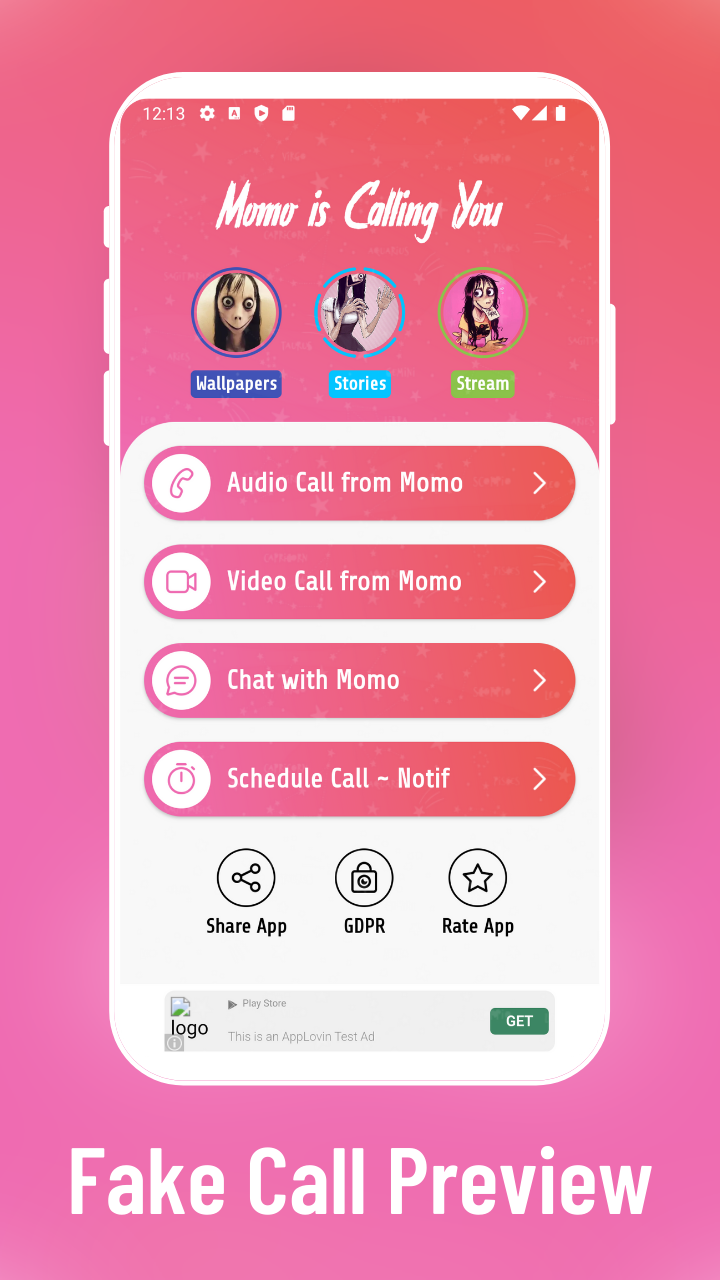 12:13
Momo is Calling You
Wallpapers
Stories
Stream
Audio Call from Momo
Video Call from Momo
Chat with Momo
Schedule Call ~ Notif
Share App
GDPR
Rate App
logo
Play Store
This is an AppLovin Test Ad
GET
Fake Call Preview